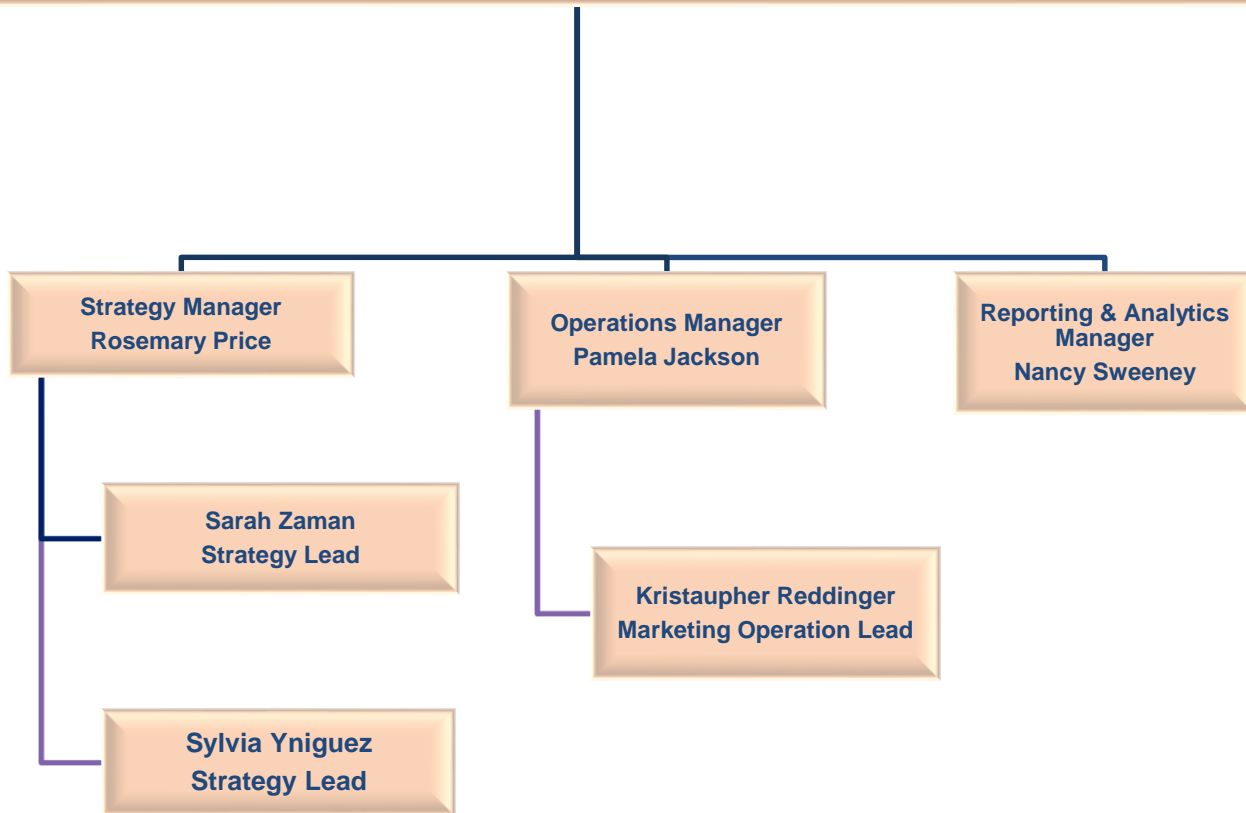 Strategy Manager
Rosemary Price
Operations Manager
Pamela Jackson
Reporting & Analytics
Manager
Nancy Sweeney
Sarah Zaman
Strategy Lead
Kristaupher Reddinger
Marketing Operation Lead
Sylvia Yniguez
Strategy Lead